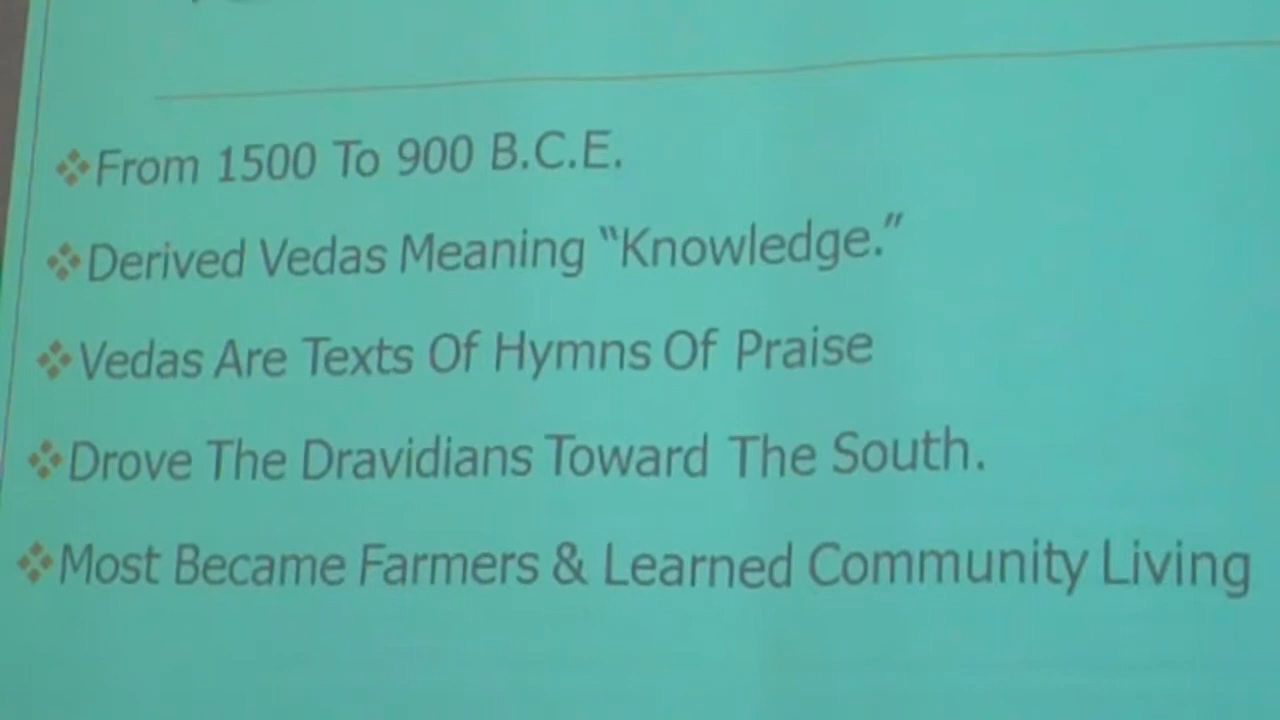 From 1500 To 900 B.C.E.
Derived Vedas Meaning “Knowledge.”
Vedas Are Texts Of Hymns Of Praise
Drove The Dravidians Toward The South.
Most Became Farmers & Learned Community Living